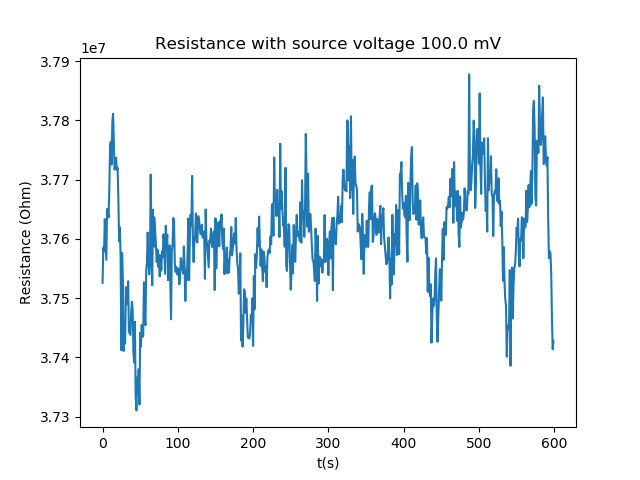 Resistance with source voltage 100.0 mV
1e7
3.79
3.78
3.77
3.76
3.75
3.74
3.73
Resistance (Ohm)
0 100 200 300 400 500 600
t(s)